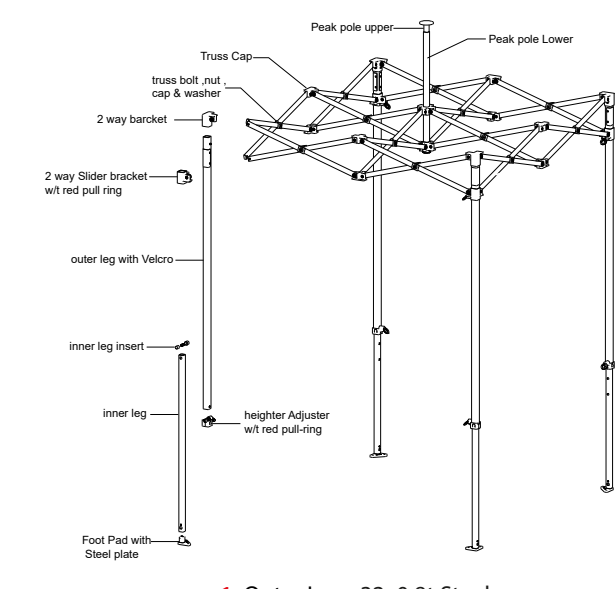 Peak pole upper
Peak pole Lower
Truss Cap
truss bolt ,nut ,
cap & washer
2 way barcket
2 way Slider bracket
w/t red pull ring
outer leg with Velcro
inner leg insert
inner leg
heighter Adjuster
w/t red pull-ring
Foot Pad with
Steel plate